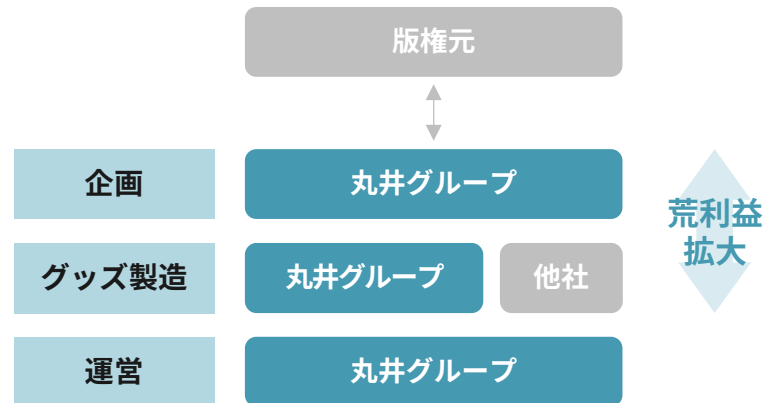 版権元
企画
丸井グループ
グッズ製造
丸井グループ
他社
運営
丸井グループ
荒利益
拡大